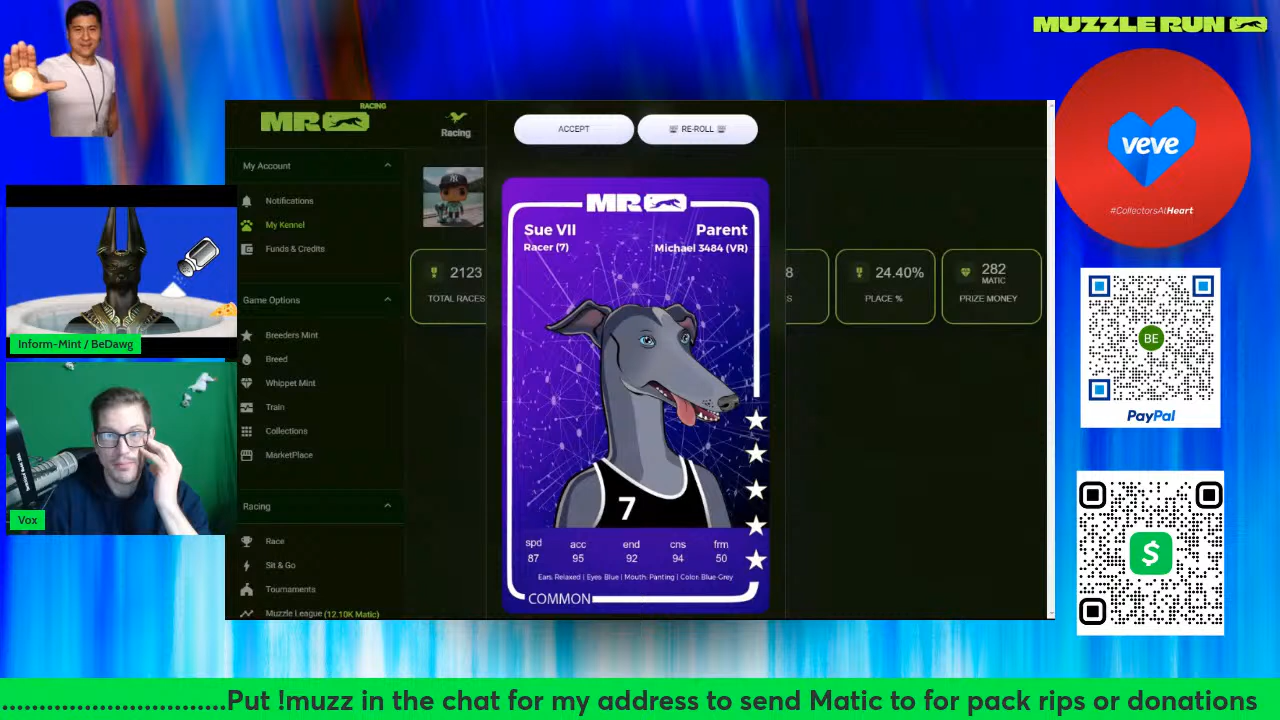 MUZZLE RUN
veve
#CollectorsAtHeart
BE
PayPal
$
Inform-Mint / BeDawg
Vox
RACING
MR
Racing
My Account
Notifications
My Kennel
Funds & Credits
Game Options
Breeders Mint
Breed
Whippet Mint
Train
Collections
MarketPlace
Racing
Race
Sit & Go
Tournaments
Muzzle League (12.10K Matic)
2123
TOTAL RACES
8
S
24.40%
PLACE %
282
MATIC
PRIZE MONEY
ACCEPT
RE-ROLL
MR
Sue VII
Parent
Racer (7)
Michael 3484 (VR)
7
spd acc end cns frm
87 95 92 94 50
Ears: Relaxed | Eyes: Blue | Mouth: Panting | Color: Blue-Grey
COMMON
..............................Put !muzz in the chat for my address to send Matic to for pack rips or donations